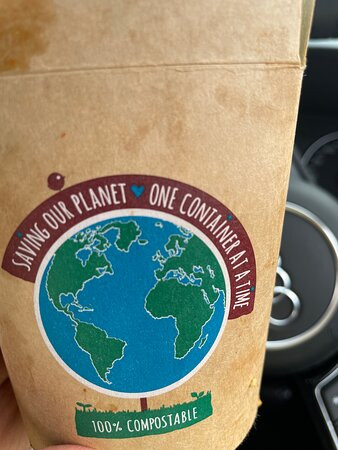 SAVING OUR PLANET ONE CONTAINER AT A TIME
100% COMPOSTABLE